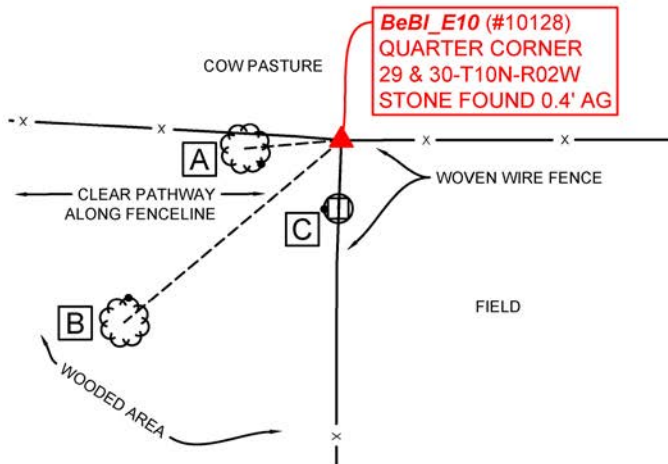 BeBI_E10 (#10128)
QUARTER CORNER
29 & 30-T10N-R02W
STONE FOUND 0.4' AG
COW PASTURE
x
x
x
x
A
CLEAR PATHWAY
ALONG FENCELINE
WOVEN WIRE FENCE
C
B
FIELD
WOODED AREA
x